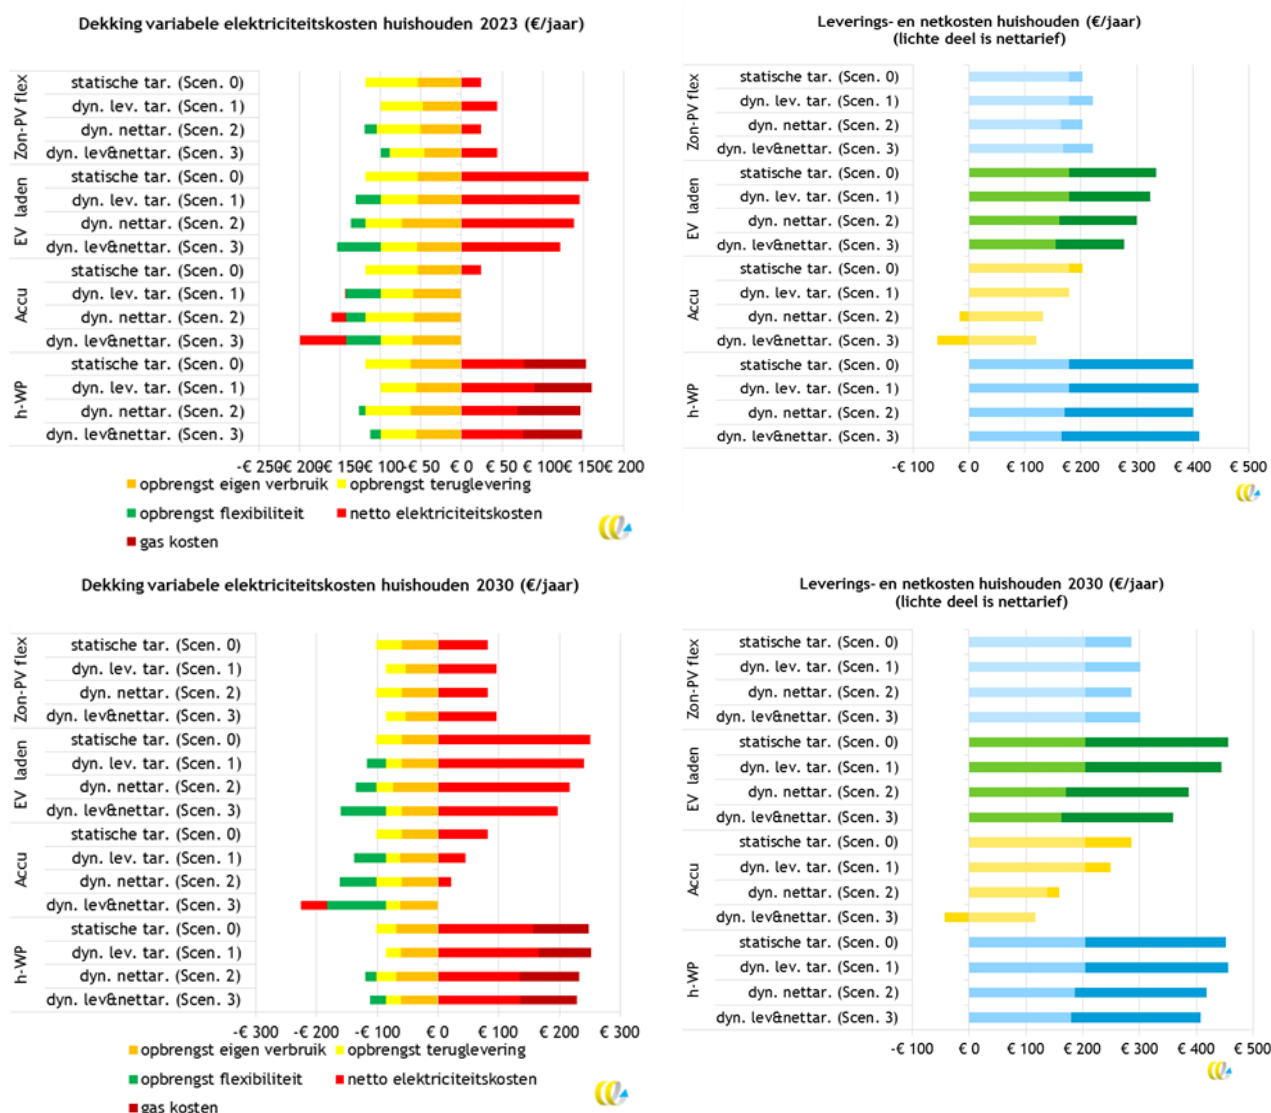 Dekking variabele elektriciteitskosten huishouden 2023 (€/jaar)
Zon-PV flex
statische tar. (Scen. 0)
dyn. lev. tar. (Scen. 1)
dyn. nettar. (Scen. 2)
dyn. lev&nettar. (Scen. 3)
EV laden
statische tar. (Scen. 0)
dyn. lev. tar. (Scen. 1)
dyn. nettar. (Scen. 2)
dyn. lev&nettar. (Scen. 3)
Accu
statische tar. (Scen. 0)
dyn. lev. tar. (Scen. 1)
dyn. nettar. (Scen. 2)
dyn. lev&nettar. (Scen. 3)
h-WP
statische tar. (Scen. 0)
dyn. lev. tar. (Scen. 1)
dyn. nettar. (Scen. 2)
dyn. lev&nettar. (Scen. 3)
-€ 250 -€ 200 -€ 150 -€ 100 -€ 50 € 0 € 50 € 100 € 150 € 200
opbrengst eigen verbruik opbrengst teruglevering
opbrengst flexibiliteit netto elektriciteitskosten
gas kosten
Leverings- en netkosten huishouden (€/jaar)
(lichte deel is nettarief)
Zon-PV flex
statische tar. (Scen. 0)
dyn. lev. tar. (Scen. 1)
dyn. nettar. (Scen. 2)
dyn. lev&nettar. (Scen. 3)
EV laden
statische tar. (Scen. 0)
dyn. lev. tar. (Scen. 1)
dyn. nettar. (Scen. 2)
dyn. lev&nettar. (Scen. 3)
Accu
statische tar. (Scen. 0)
dyn. lev. tar. (Scen. 1)
dyn. nettar. (Scen. 2)
dyn. lev&nettar. (Scen. 3)
h-WP
statische tar. (Scen. 0)
dyn. lev. tar. (Scen. 1)
dyn. nettar. (Scen. 2)
dyn. lev&nettar. (Scen. 3)
-€ 100 € 0 € 100 € 200 € 300 € 400 € 500
Dekking variabele elektriciteitskosten huishouden 2030 (€/jaar)
Zon-PV flex
statische tar. (Scen. 0)
dyn. lev. tar. (Scen. 1)
dyn. nettar. (Scen. 2)
dyn. lev&nettar. (Scen. 3)
EV laden
statische tar. (Scen. 0)
dyn. lev. tar. (Scen. 1)
dyn. nettar. (Scen. 2)
dyn. lev&nettar. (Scen. 3)
Accu
statische tar. (Scen. 0)
dyn. lev. tar. (Scen. 1)
dyn. nettar. (Scen. 2)
dyn. lev&nettar. (Scen. 3)
h-WP
statische tar. (Scen. 0)
dyn. lev. tar. (Scen. 1)
dyn. nettar. (Scen. 2)
dyn. lev&nettar. (Scen. 3)
-€ 300 -€ 200 -€ 100 € 0 € 100 € 200 € 300
opbrengst eigen verbruik opbrengst teruglevering
opbrengst flexibiliteit netto elektriciteitskosten
gas kosten
Leverings- en netkosten huishouden 2030 (€/jaar)
(lichte deel is nettarief)
Zon-PV flex
statische tar. (Scen. 0)
dyn. lev. tar. (Scen. 1)
dyn. nettar. (Scen. 2)
dyn. lev&nettar. (Scen. 3)
EV laden
statische tar. (Scen. 0)
dyn. lev. tar. (Scen. 1)
dyn. nettar. (Scen. 2)
dyn. lev&nettar. (Scen. 3)
Accu
statische tar. (Scen. 0)
dyn. lev. tar. (Scen. 1)
dyn. nettar. (Scen. 2)
dyn. lev&nettar. (Scen. 3)
h-WP
statische tar. (Scen. 0)
dyn. lev. tar. (Scen. 1)
dyn. nettar. (Scen. 2)
dyn. lev&nettar. (Scen. 3)
-€ 100 € 0 € 100 € 200 € 300 € 400 € 500